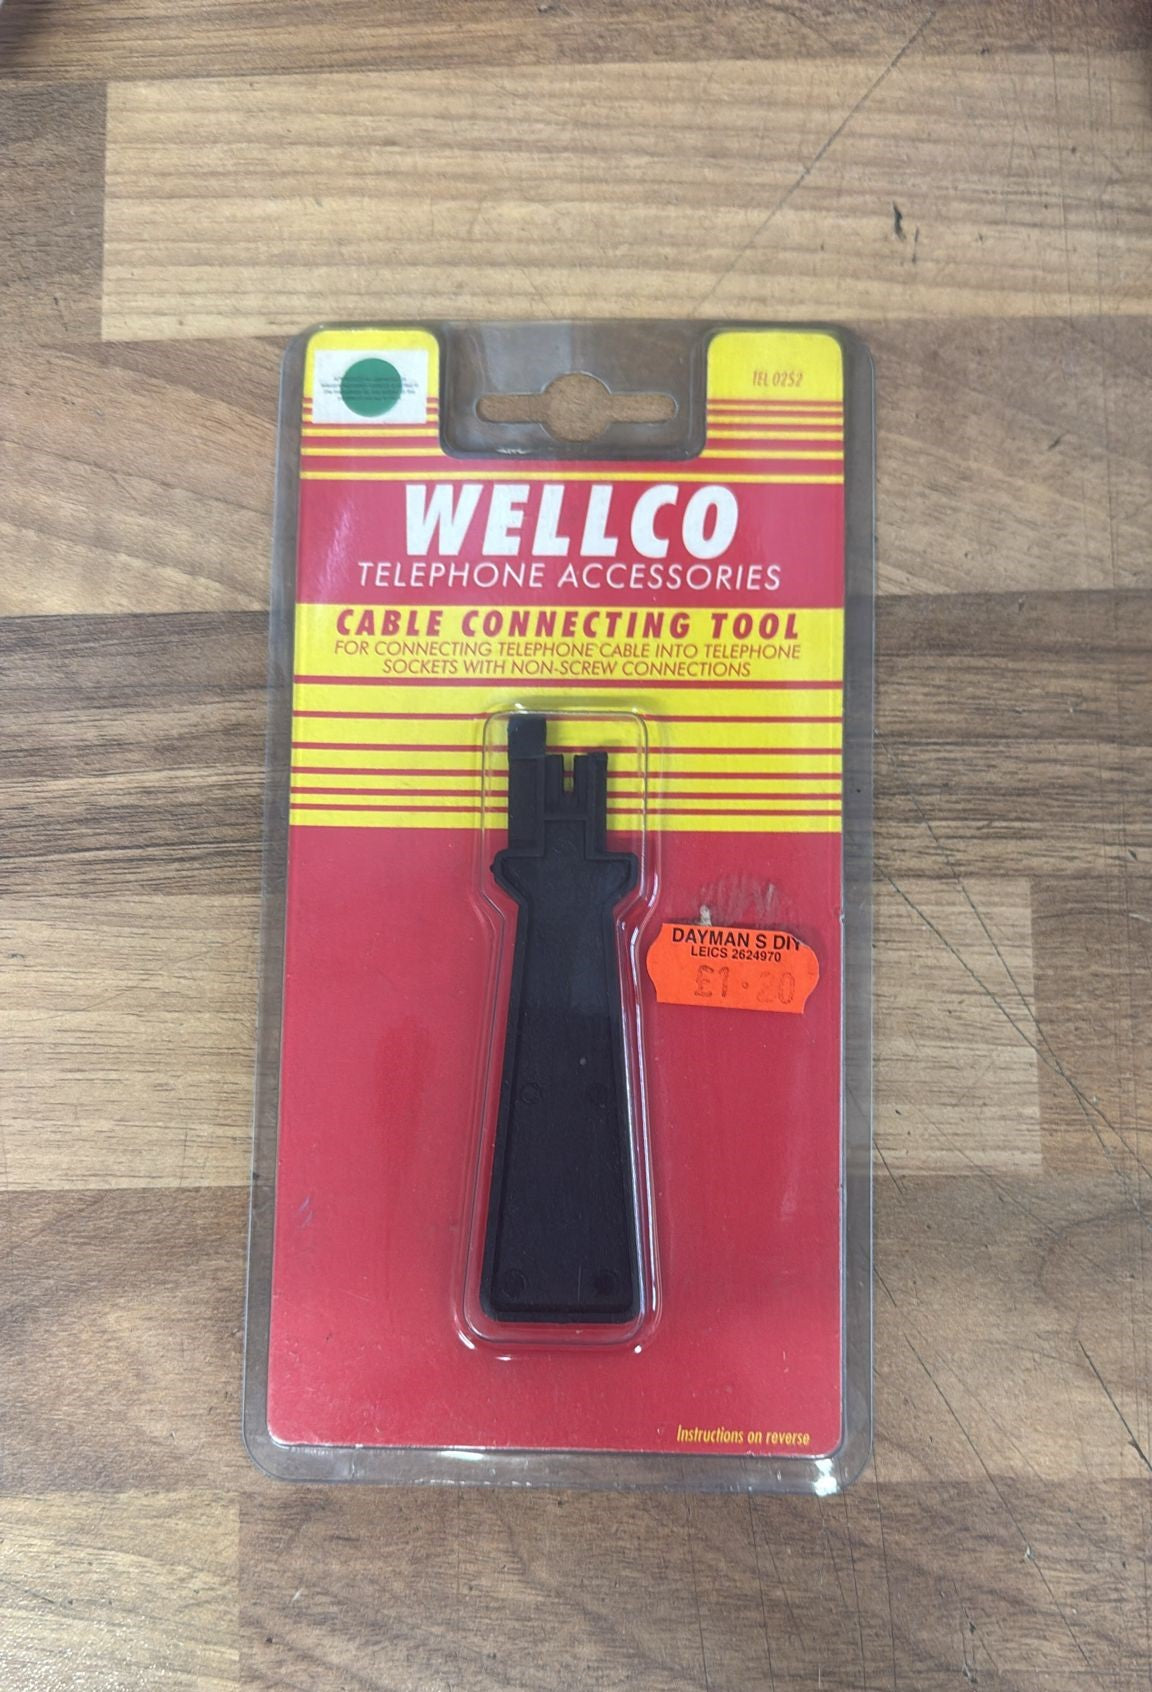 TEL 0252
WELLCO
TELEPHONE ACCESSORIES
CABLE CONNECTING TOOL
FOR CONNECTING TELEPHONE CABLE INTO TELEPHONE
SOCKETS WITH NON-SCREW CONNECTIONS
DAYMAN S DIY
LEICS 2624970
£1.20
Instructions on reverse